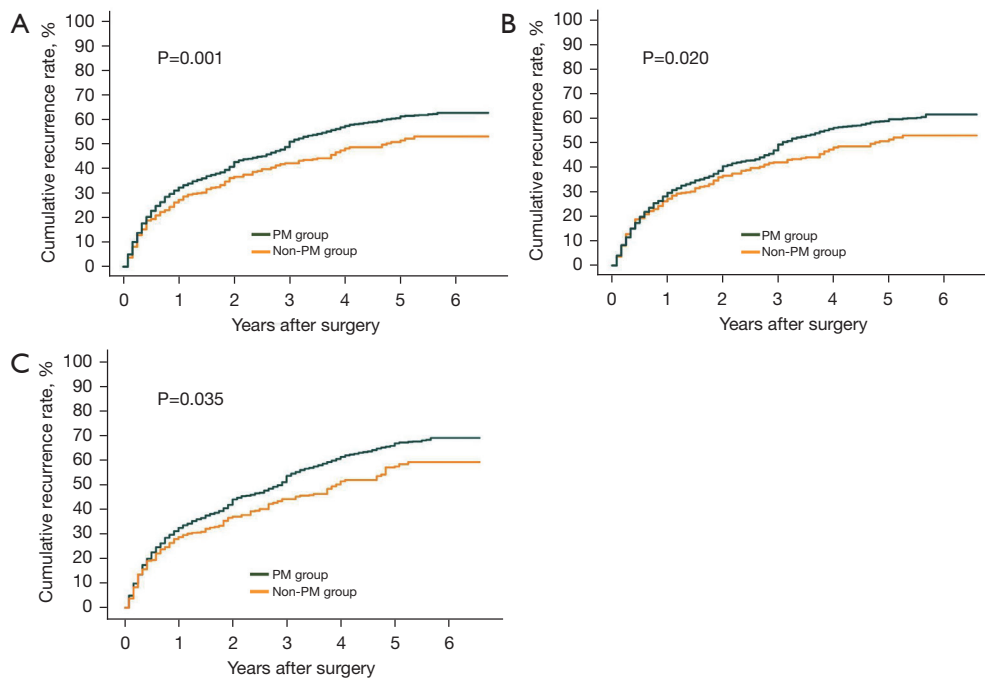 A
Cumulative recurrence rate, %
100
90
80
70
60
50
40
30
20
10
0
P=0.001
PM group
Non-PM group
0 1 2 3 4 5 6
Years after surgery
B
Cumulative recurrence rate, %
100
90
80
70
60
50
40
30
20
10
0
P=0.020
PM group
Non-PM group
0 1 2 3 4 5 6
Years after surgery
C
Cumulative recurrence rate, %
100
90
80
70
60
50
40
30
20
10
0
P=0.035
PM group
Non-PM group
0 1 2 3 4 5 6
Years after surgery